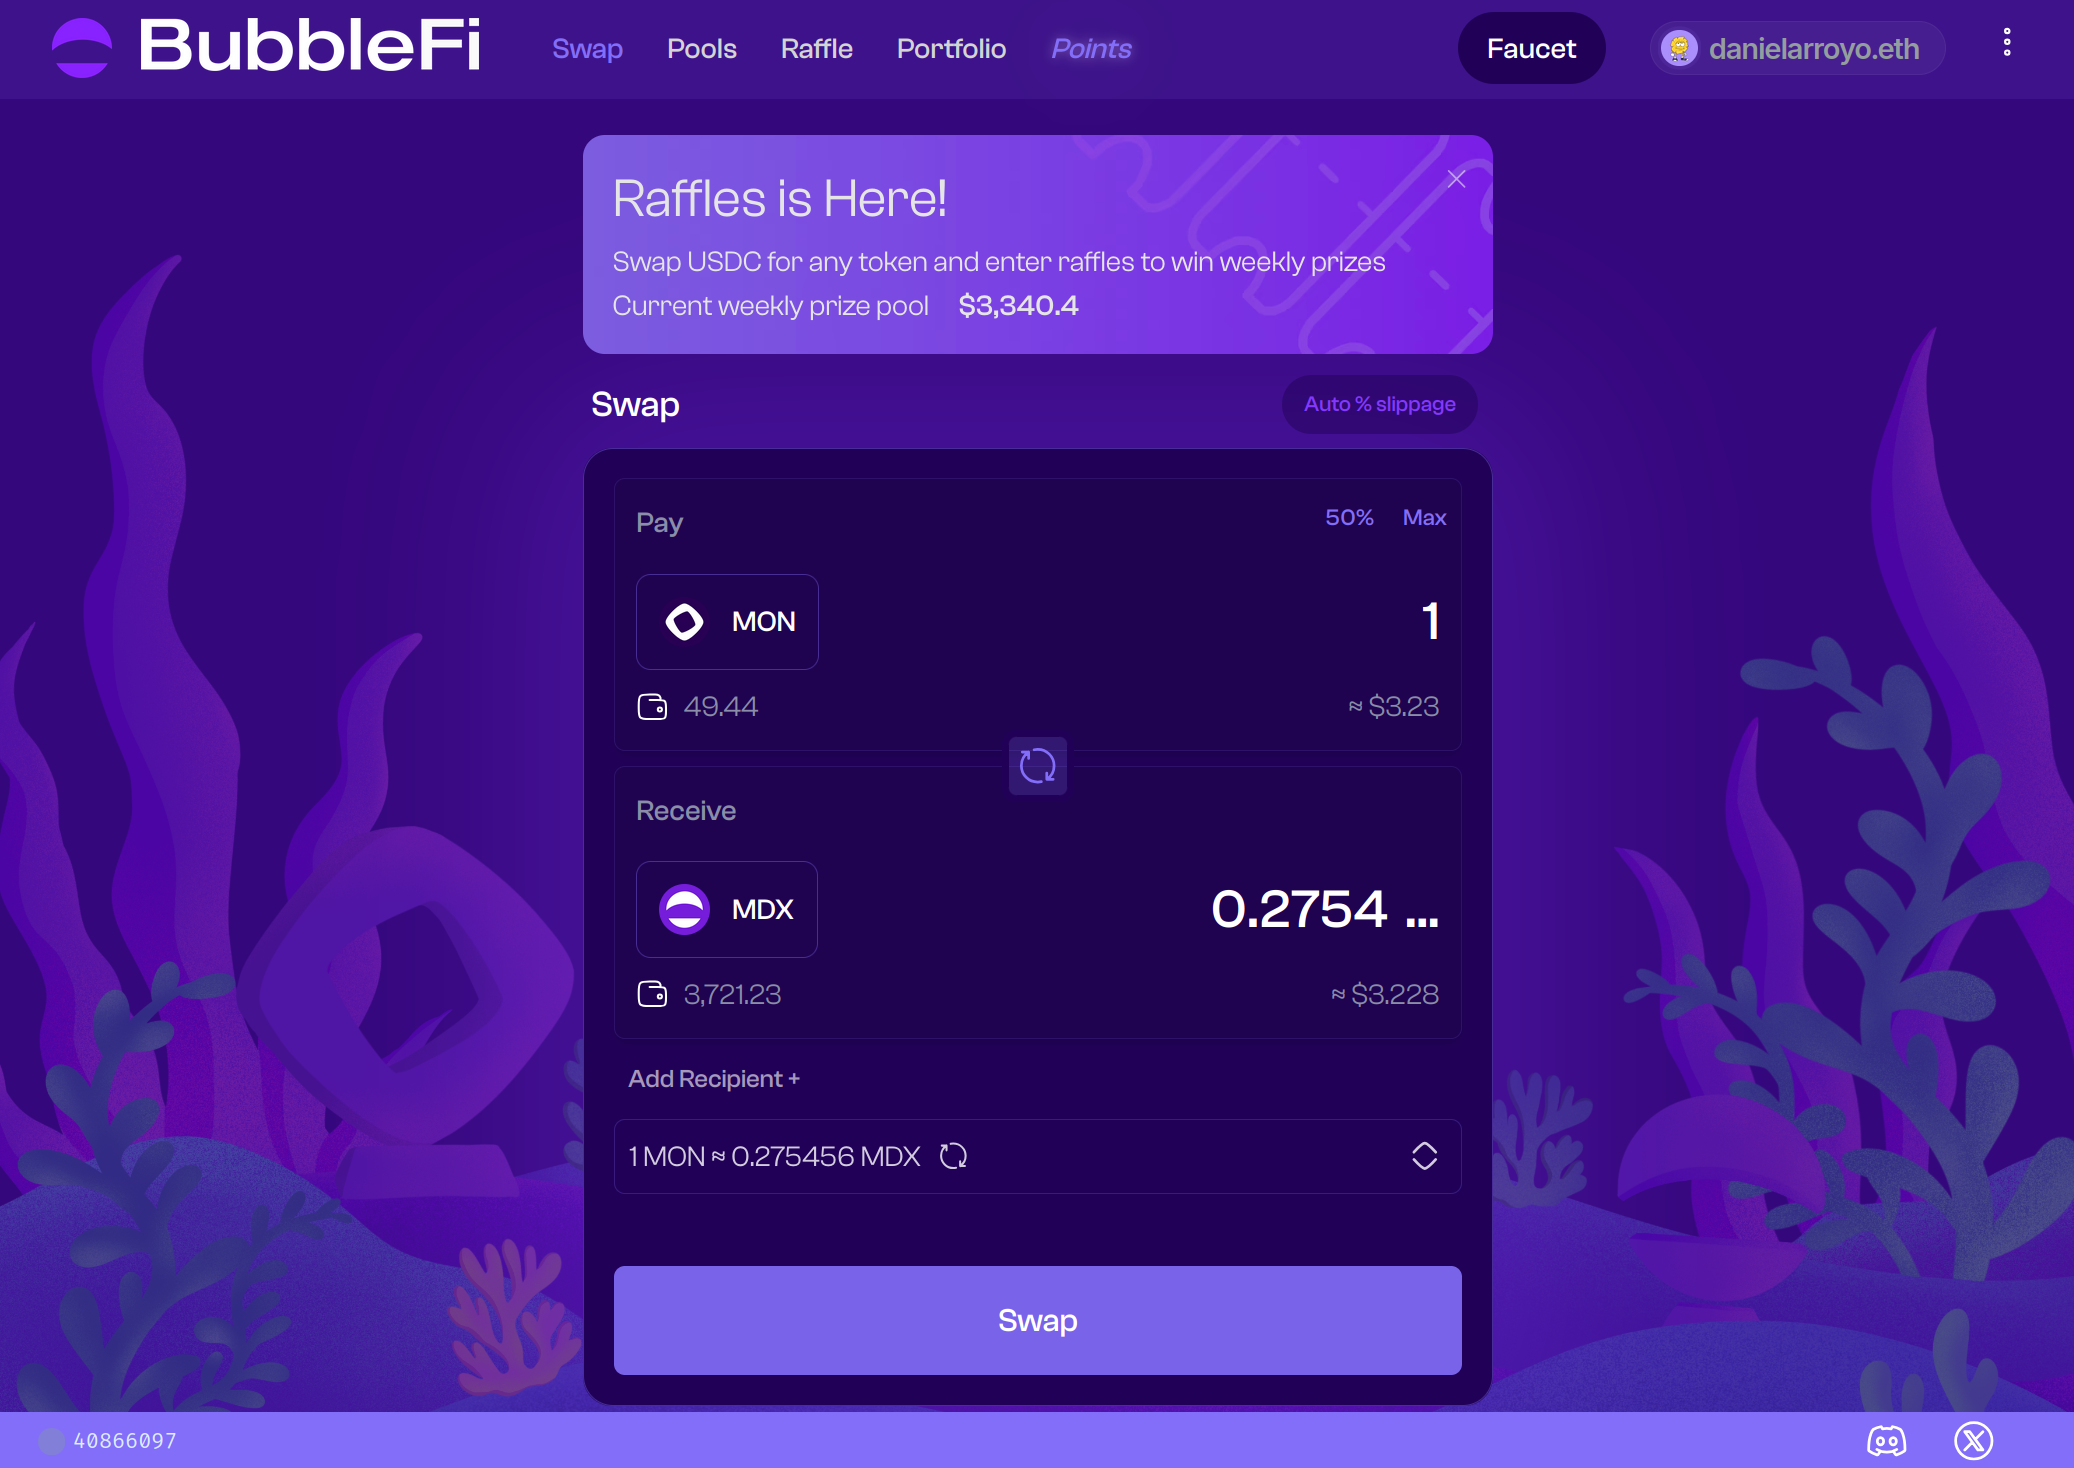 BubbleFi
Swap Pools Raffle Portfolio Points
Faucet
danielarroyo.eth
Raffles is Here!
Swap USDC for any token and enter raffles to win weekly prizes
Current weekly prize pool $3,340.4
Swap
Auto % slippage
Pay
50% Max
MON
1
49.44
≈ $3.23
Receive
MDX
0.2754 ...
3,721.23
≈ $3.228
Add Recipient +
1 MON ≈ 0.275456 MDX
Swap
40866097